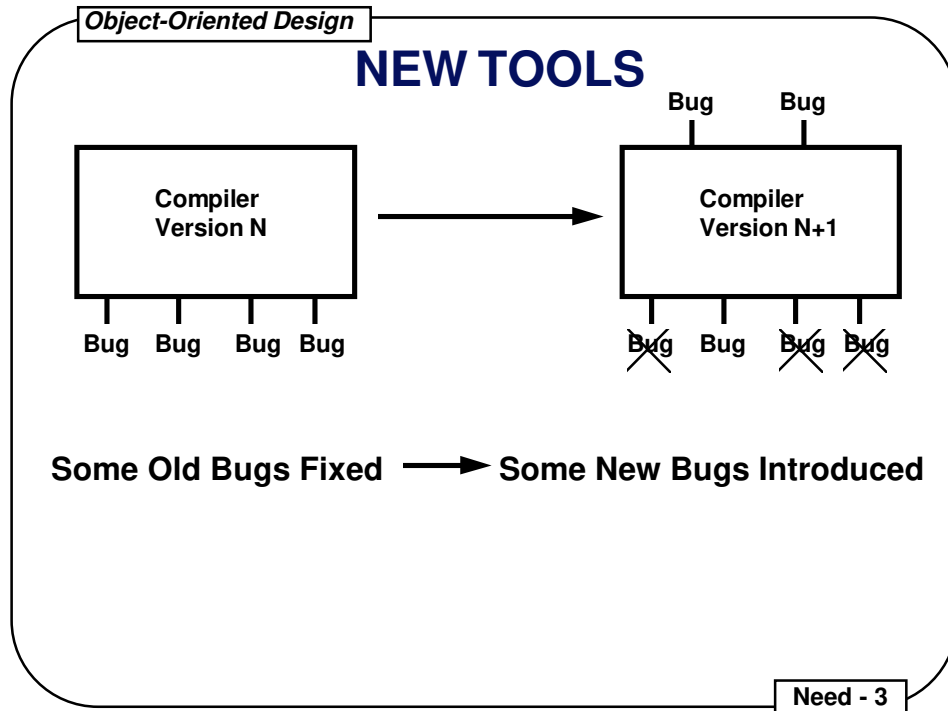 Object-Oriented Design
NEW TOOLS
Bug Bug
Compiler
Version N
Compiler
Version N+1
Bug Bug Bug Bug
Bug Bug Bug Bug
Some Old Bugs Fixed Some New Bugs Introduced
Need - 3